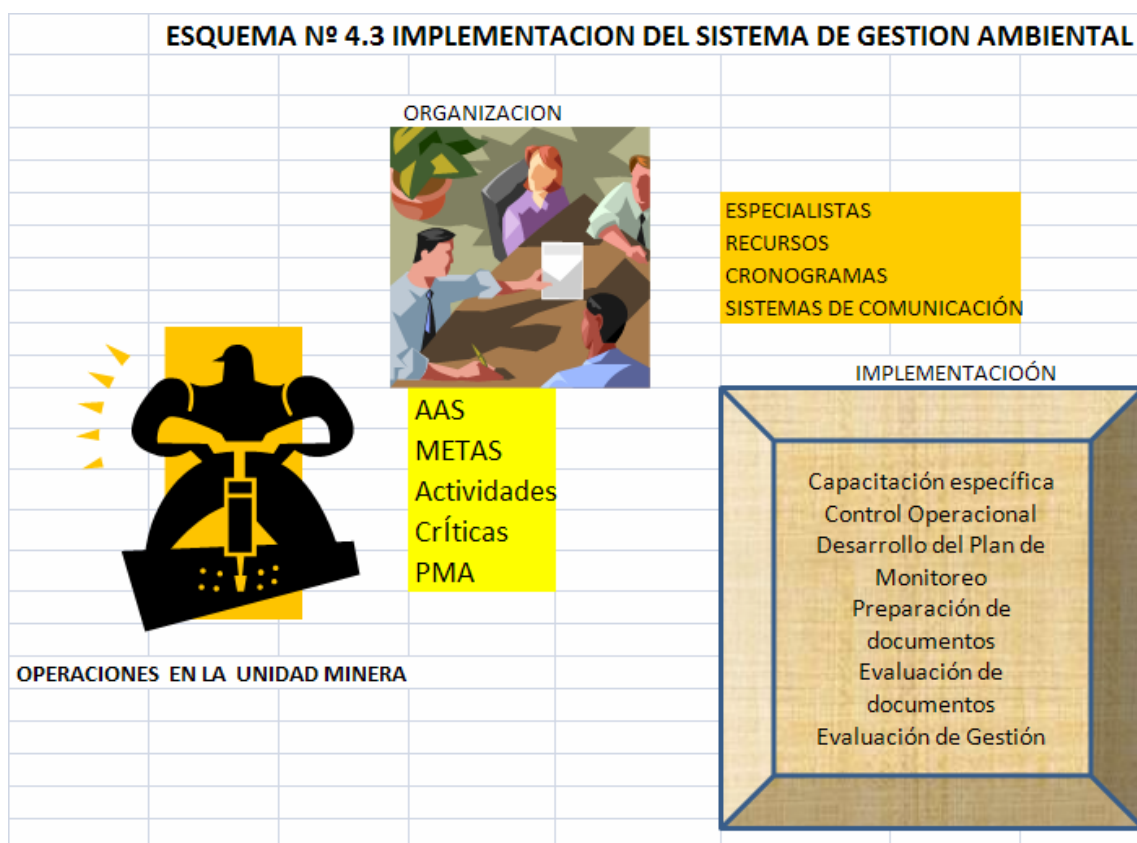 ESQUEMA Nº 4.3 IMPLEMENTACION DEL SISTEMA DE GESTION AMBIENTAL
ORGANIZACION
ESPECIALISTAS
RECURSOS
CRONOGRAMAS
SISTEMAS DE COMUNICACIÓN
AAS
METAS
Actividades
CrÍticas
PMA
IMPLEMENTACIOÓN
Capacitación específica
Control Operacional
Desarrollo del Plan de
Monitoreo
Preparación de
documentos
Evaluación de
documentos
Evaluación de Gestión
OPERACIONES EN LA UNIDAD MINERA